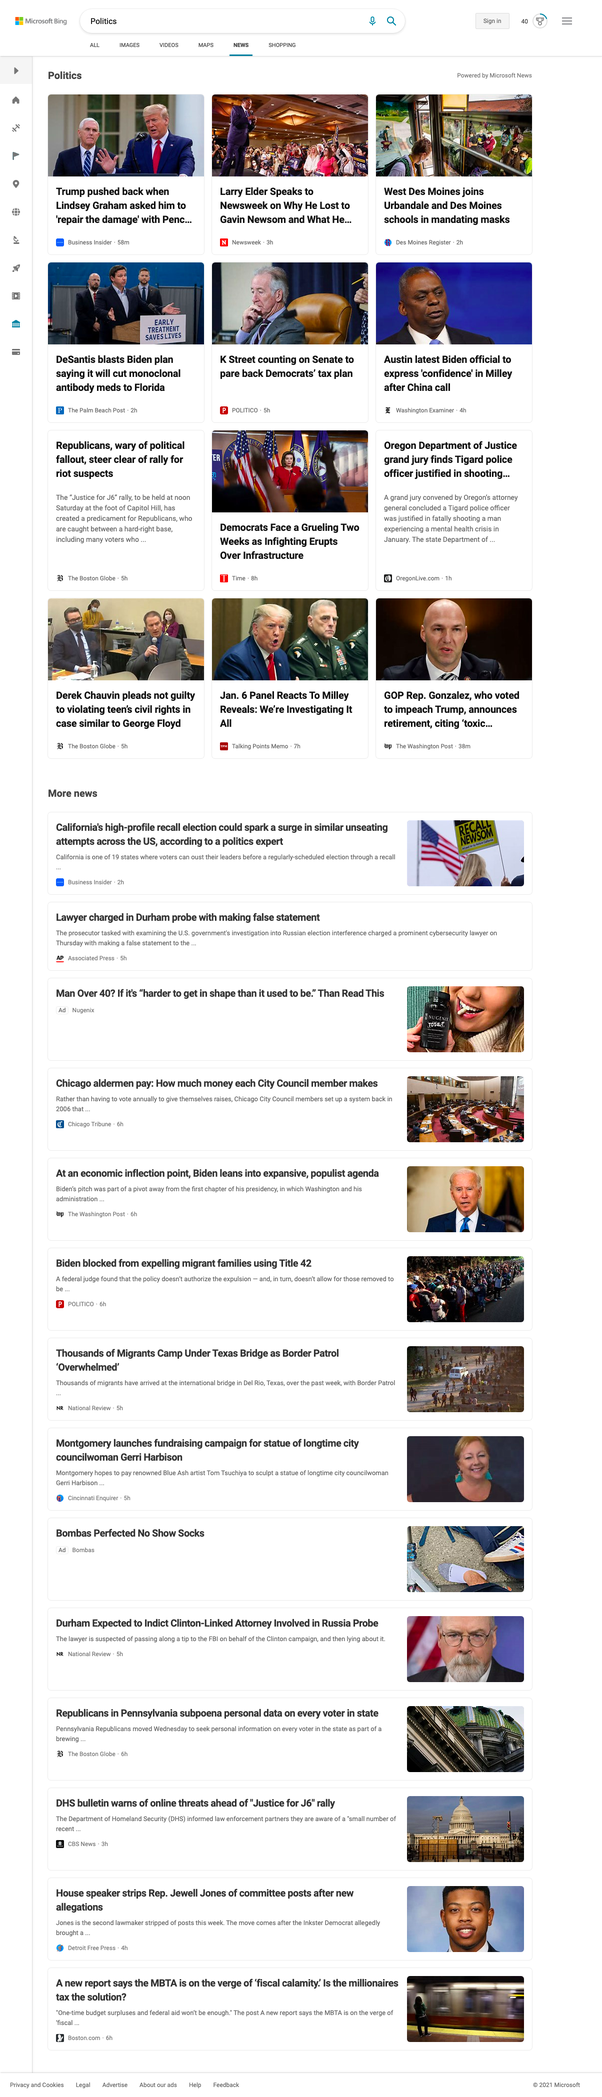 Microsoft Bing
Politics
Sign in
40
ALL
IMAGES
VIDEOS
MAPS
NEWS
SHOPPING
Politics
Powered by Microsoft News
Trump pushed back when
Lindsey Graham asked him to
'repair the damage' with Penc...
Business Insider · 58m
Larry Elder Speaks to
Newsweek on Why He Lost to
Gavin Newsom and What He...
Newsweek · 3h
West Des Moines joins
Urbandale and Des Moines
schools in mandating masks
Des Moines Register · 2h
EARLY
TREATMENT
SAVES LIVES
DeSantis blasts Biden plan
saying it will cut monoclonal
antibody meds to Florida
The Palm Beach Post · 2h
K Street counting on Senate to
pare back Democrats' tax plan
POLITICO · 5h
Austin latest Biden official to
express 'confidence' in Milley
after China call
Washington Examiner · 4h
Republicans, wary of political
fallout, steer clear of rally for
riot suspects
The "Justice for J6" rally, to be held at noon
Saturday at the foot of Capitol Hill, has
created a predicament for Republicans, who
are caught between a hard-right base,
including many voters who ...
The Boston Globe · 5h
Democrats Face a Grueling Two
Weeks as Infighting Erupts
Over Infrastructure
Time · 8h
Oregon Department of Justice
grand jury finds Tigard police
officer justified in shooting...
A grand jury convened by Oregon's attorney
general concluded a Tigard police officer
was justified in fatally shooting a man
experiencing a mental health crisis in
January. The state Department of ...
OregonLive.com · 1h
Derek Chauvin pleads not guilty
to violating teen's civil rights in
case similar to George Floyd
The Boston Globe · 5h
Jan. 6 Panel Reacts To Milley
Reveals: We're Investigating It
All
Talking Points Memo · 7h
GOP Rep. Gonzalez, who voted
to impeach Trump, announces
retirement, citing 'toxic...
The Washington Post · 38m
More news
California's high-profile recall election could spark a surge in similar unseating
attempts across the US, according to a politics expert
California is one of 19 states where voters can oust their leaders before a regularly-scheduled election through a recall
...
Business Insider · 2h
RECALL
NEWSOM
Lawyer charged in Durham probe with making false statement
The prosecutor tasked with examining the U.S. government's investigation into Russian election interference charged a prominent cybersecurity lawyer on
Thursday with making a false statement to the ...
AP Associated Press · 5h
Man Over 40? If it's "harder to get in shape than it used to be." Than Read This
Ad Nugenix
NUGENIX
Chicago aldermen pay: How much money each City Council member makes
Rather than having to vote annually to give themselves raises, Chicago City Council members set up a system back in
2006 that ...
Chicago Tribune · 6h
At an economic inflection point, Biden leans into expansive, populist agenda
Biden's pitch was part of a pivot away from the first chapter of his presidency, in which Washington and his
administration ...
The Washington Post · 6h
Biden blocked from expelling migrant families using Title 42
A federal judge found that the policy doesn't authorize the expulsion — and, in turn, doesn't allow for those removed to
be ...
POLITICO · 6h
Thousands of Migrants Camp Under Texas Bridge as Border Patrol
'Overwhelmed'
Thousands of migrants have arrived at the international bridge in Del Rio, Texas, over the past week, with Border Patrol
...
NR National Review · 5h
Montgomery launches fundraising campaign for statue of longtime city
councilwoman Gerri Harbison
Montgomery hopes to pay renowned Blue Ash artist Tom Tsuchiya to sculpt a statue of longtime city councilwoman
Gerri Harbison ...
Cincinnati Enquirer · 5h
Bombas Perfected No Show Socks
Ad Bombas
Durham Expected to Indict Clinton-Linked Attorney Involved in Russia Probe
The lawyer is suspected of passing along a tip to the FBI on behalf of the Clinton campaign, and then lying about it.
NR National Review · 5h
Republicans in Pennsylvania subpoena personal data on every voter in state
Pennsylvania Republicans moved Wednesday to seek personal information on every voter in the state as part of a
brewing ...
The Boston Globe · 6h
DHS bulletin warns of online threats ahead of "Justice for J6" rally
The Department of Homeland Security (DHS) informed law enforcement partners they are aware of a "small number of
recent ...
CBS News · 3h
House speaker strips Rep. Jewell Jones of committee posts after new
allegations
Jones is the second lawmaker stripped of posts this week. The move comes after the Inkster Democrat allegedly
brought a ...
Detroit Free Press · 4h
A new report says the MBTA is on the verge of 'fiscal calamity.' Is the millionaires
tax the solution?
"One-time budget surpluses and federal aid won't be enough." The post A new report says the MBTA is on the verge of
'fiscal ...
Boston.com · 6h
Privacy and Cookies
Legal
Advertise
About our ads
Help
Feedback
© 2021 Microsoft